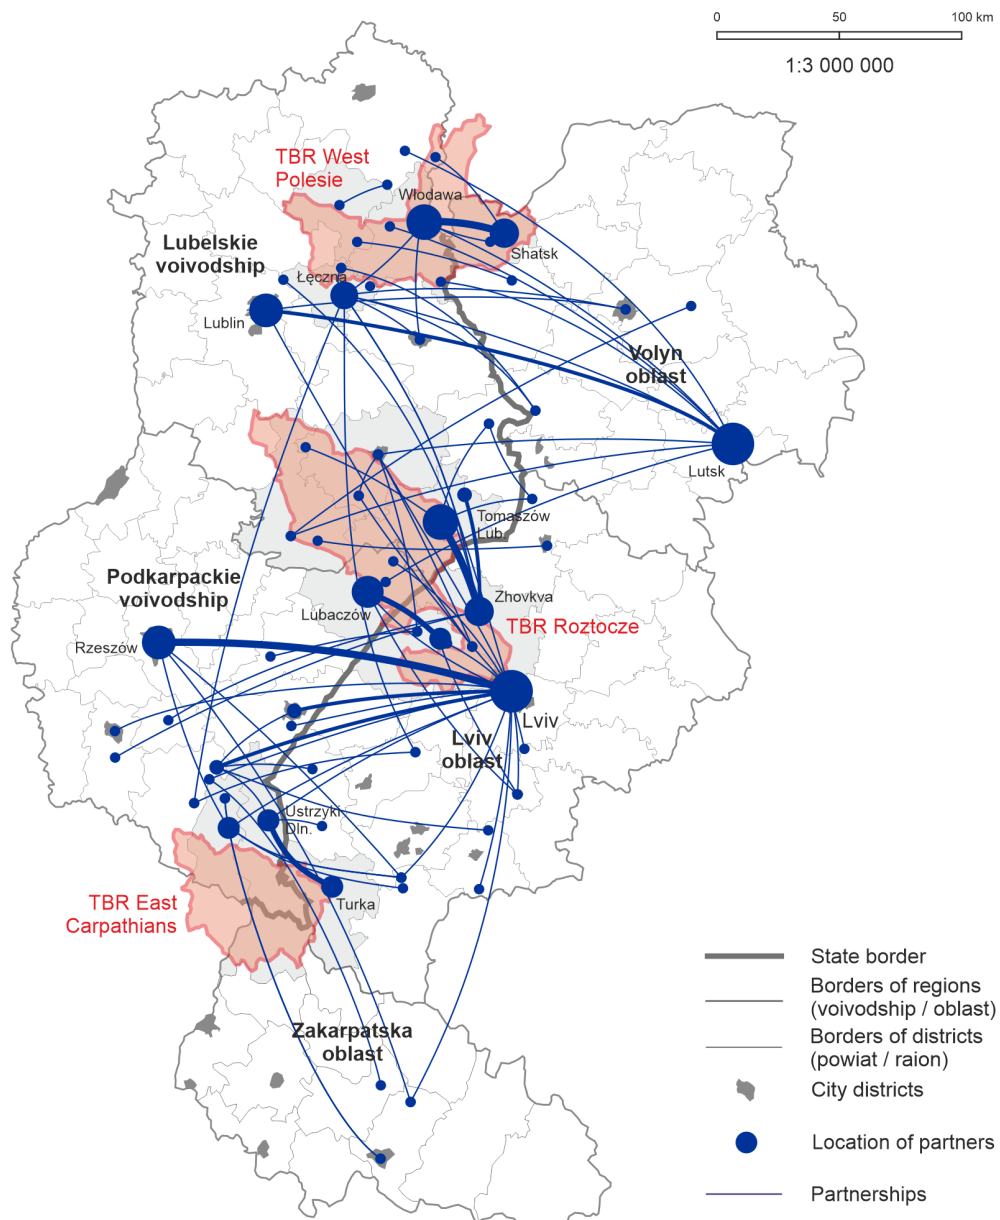 0 50 100 km
1:3 000 000
TBR West
Polesie
Włodawa
Lubelskie
voivodship
Shatsk
Łęczna
Lublin
Volyn
oblast
Lutsk
Tomaszów
Lub.
Podkarpackie
voivodship
Zhovkva
Lubaczów
TBR Roztocze
Rzeszów
Lviv
Lviv
oblast
Ustrzyki
Dln.
TBR East
Carpathians
Turka
State border
Borders of regions
(voivodship / oblast)
Zakarpatska
oblast
Borders of districts
(powiat / raion)
City districts
Location of partners
Partnerships